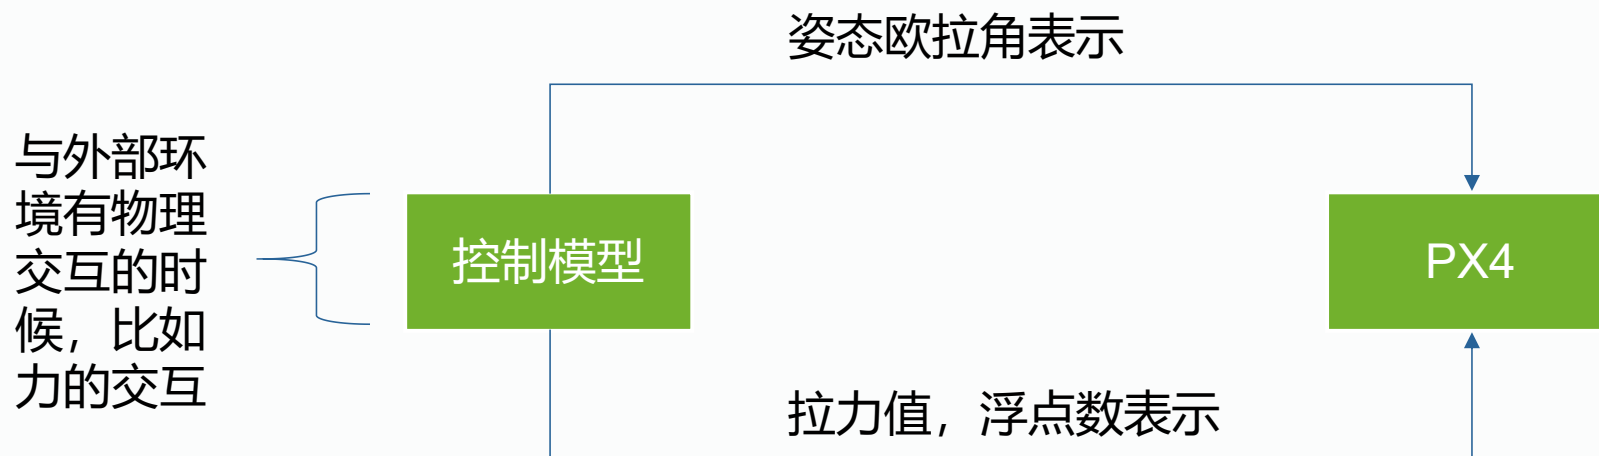 姿态欧拉角表示
与外部环
境有物理
交互的时
候，比如
力的交互
控制模型
PX4
拉力值，浮点数表示